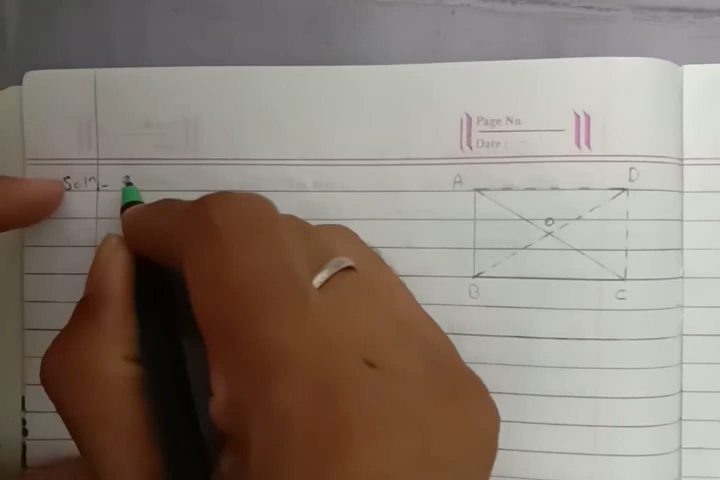 Page No.
Date :
Solⁿ.-
A
D
O
B
C